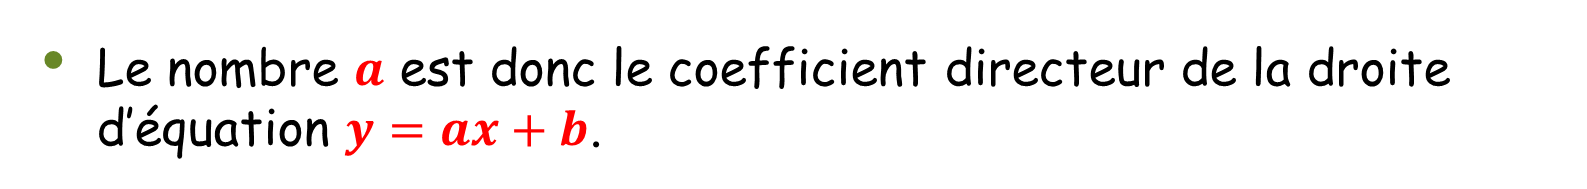 • Le nombre a est donc le coefficient directeur de la droite
d’équation y = ax + b.